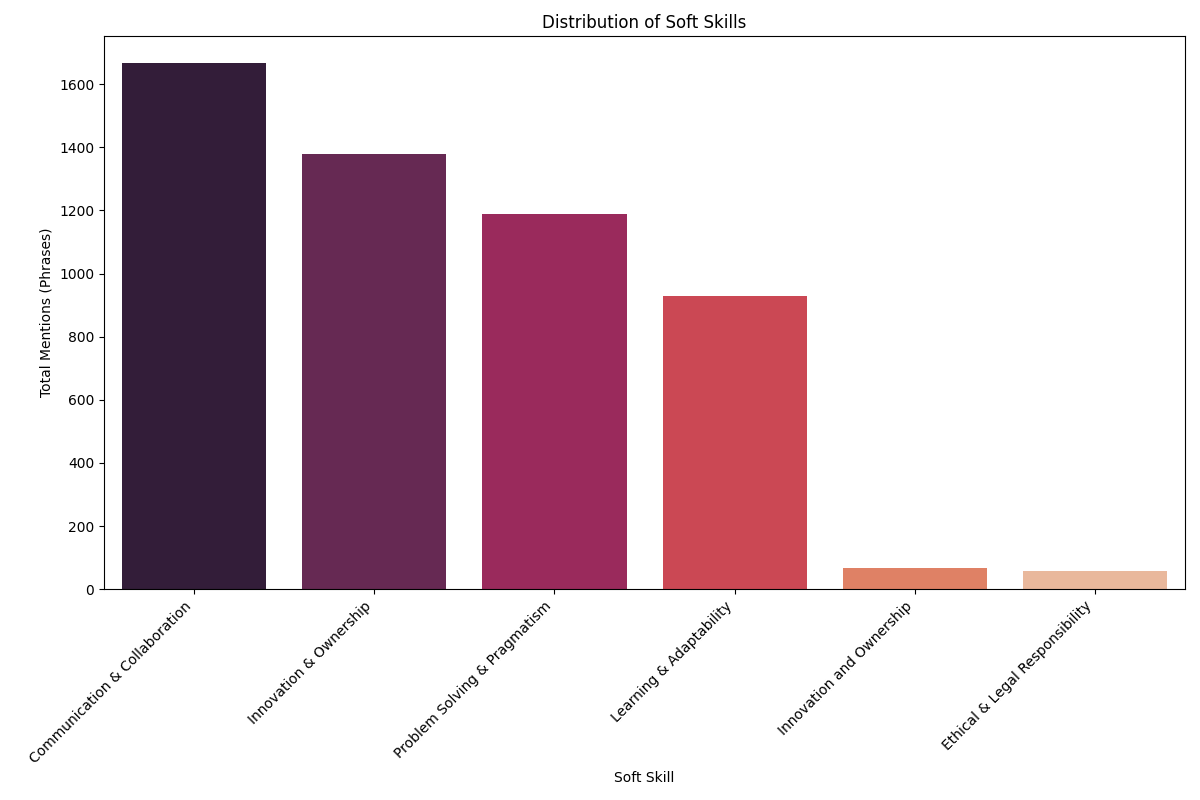 Distribution of Soft Skills
Total Mentions (Phrases)
1600
1400
1200
1000
800
600
400
200
0
Communication & Collaboration
Innovation & Ownership
Problem Solving & Pragmatism
Learning & Adaptability
Innovation and Ownership
Ethical & Legal Responsibility
Soft Skill